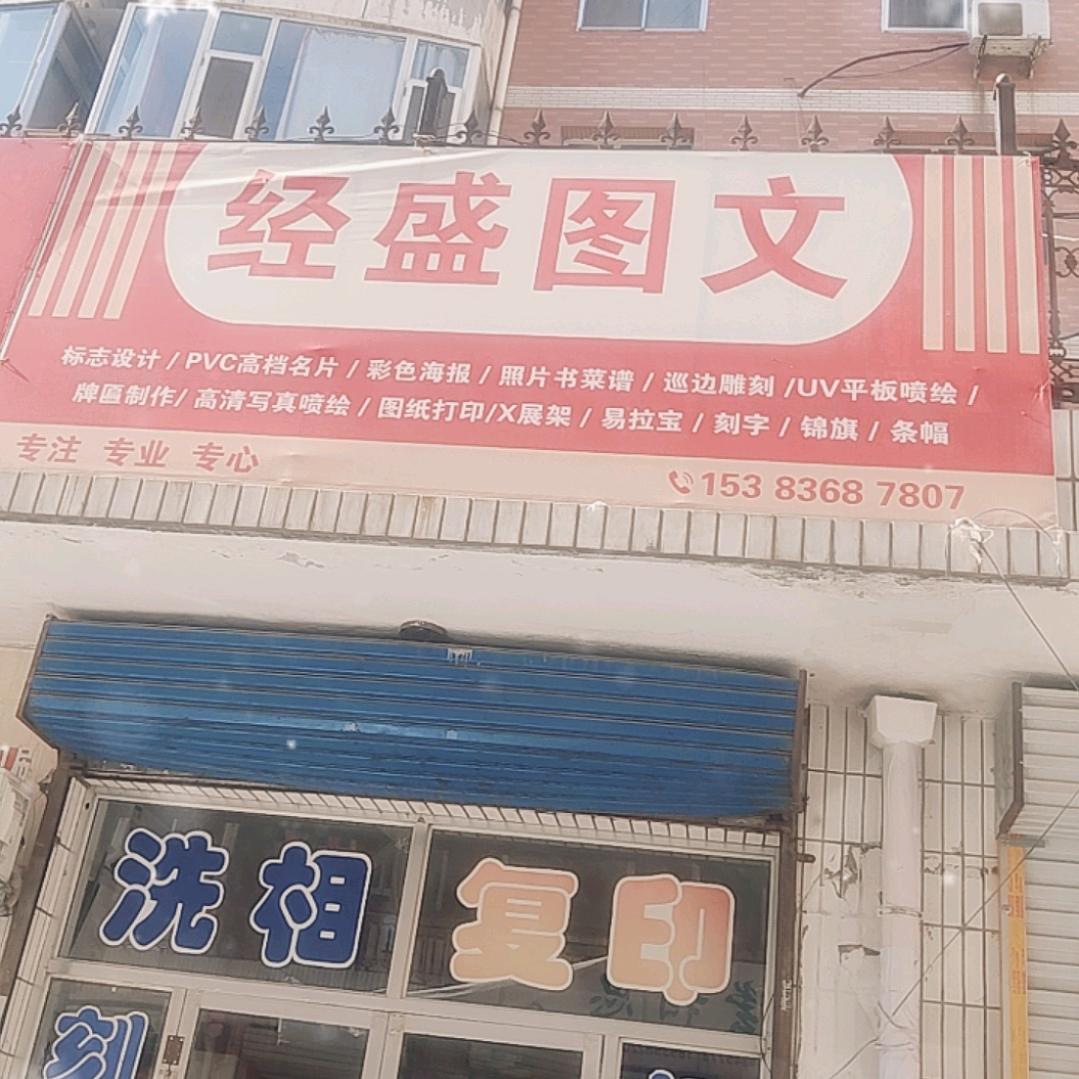 经盛图文
标志设计 / PVC高档名片 / 彩色海报 / 照片书菜谱 / 巡边雕刻 /UV平板喷绘 /
牌匾制作/ 高清写真喷绘 / 图纸打印/X展架 / 易拉宝 / 刻字 / 锦旗 / 条幅
专注 专业 专心
153 8368 7807
洗相 复印
刻